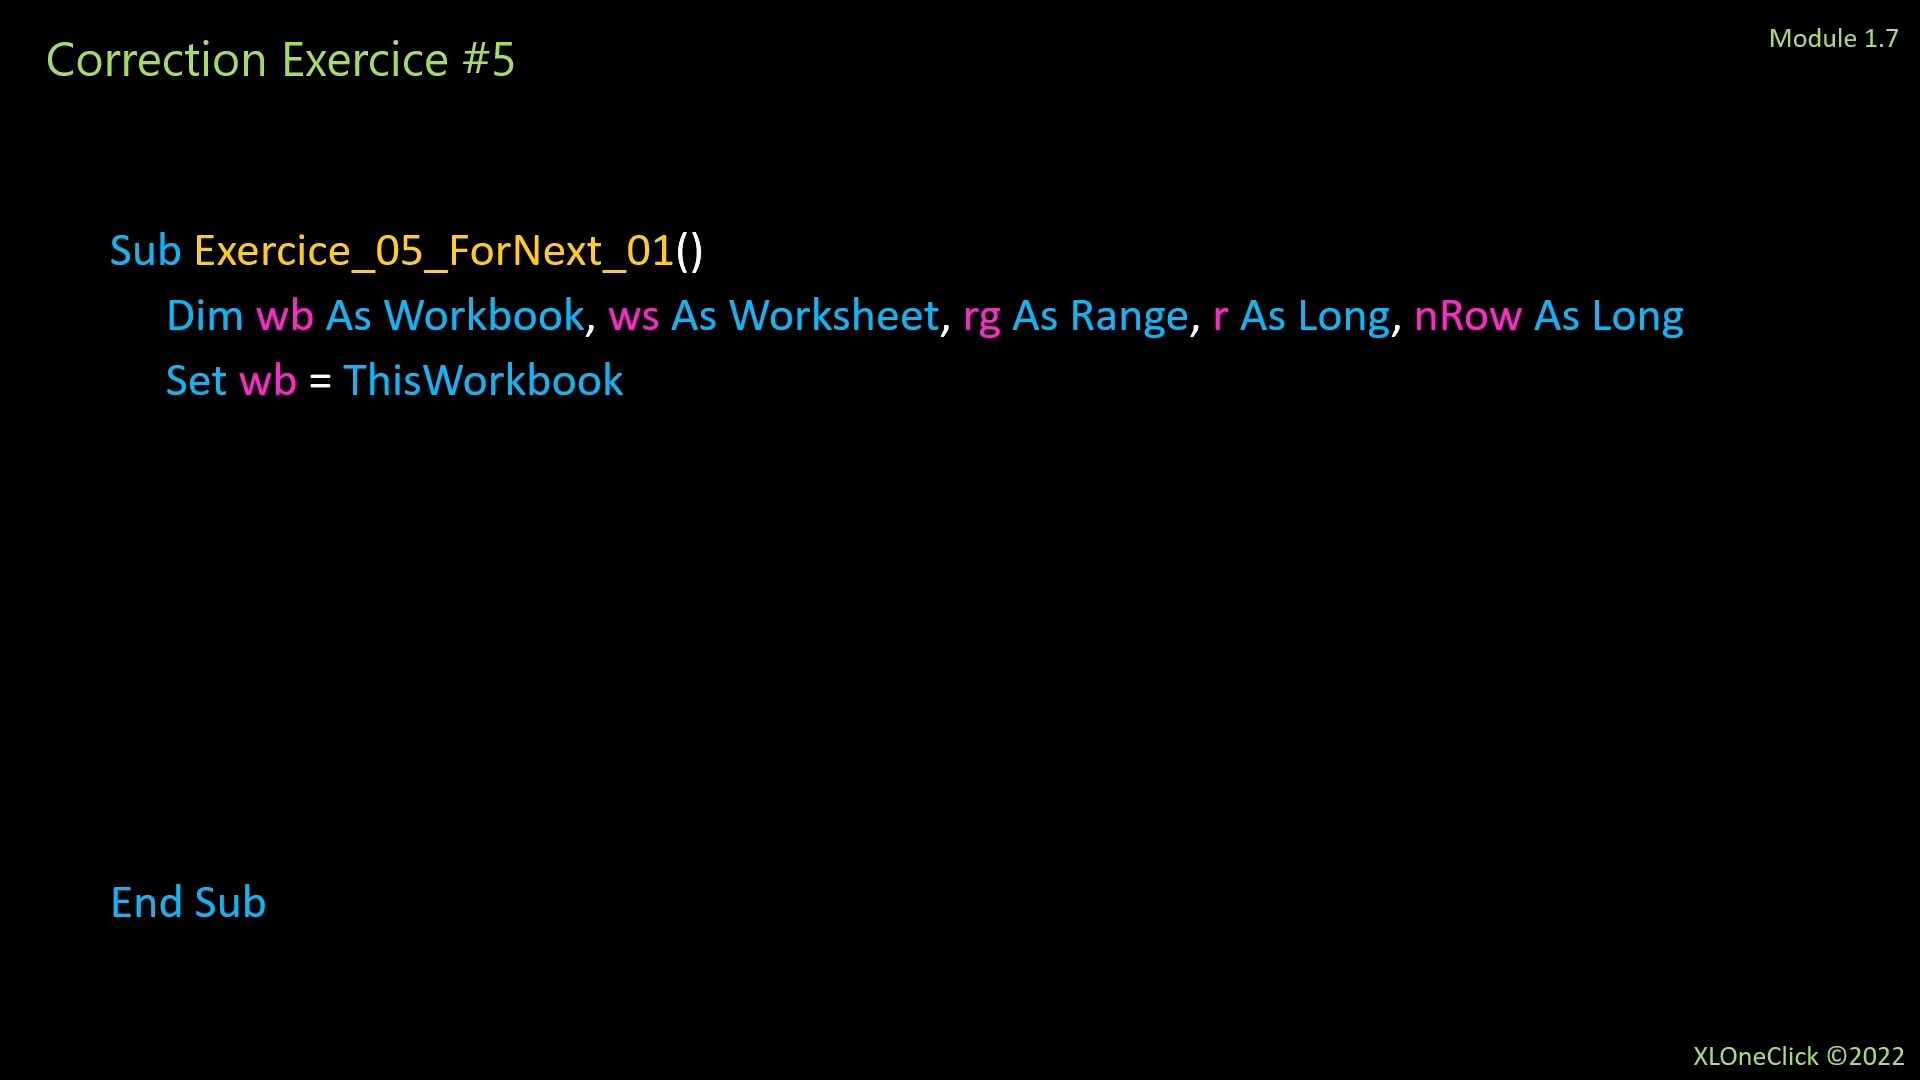 Correction Exercice #5
Module 1.7
Sub Exercice_05_ForNext_01()
Dim wb As Workbook, ws As Worksheet, rg As Range, r As Long, nRow As Long
Set wb = ThisWorkbook
End Sub
XLOneClick ©2022